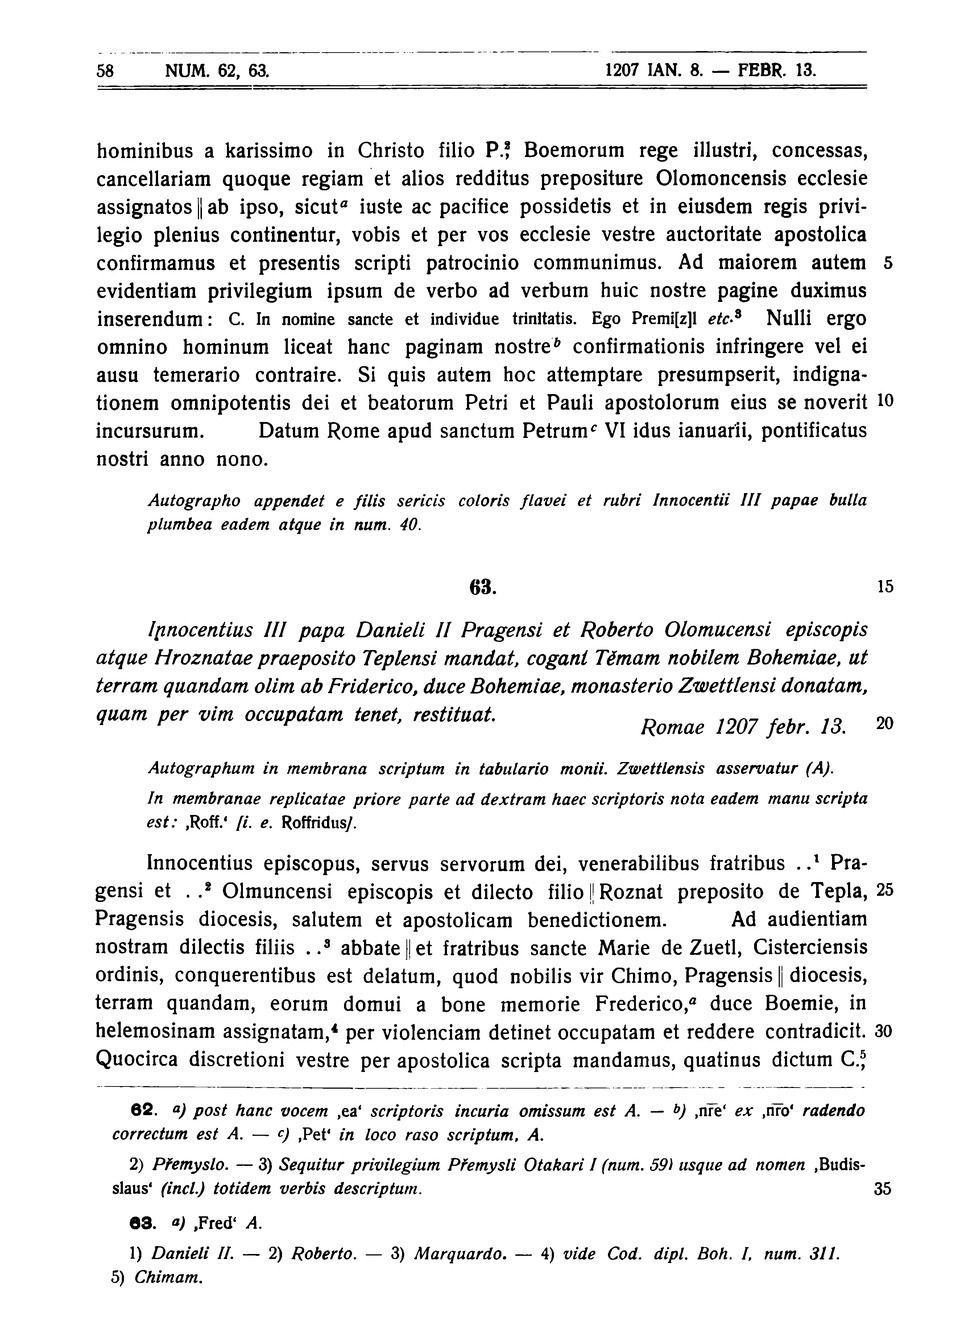 58 NUM. 62, 63. 1207 IAN. 8. — FEBR. 13.
hominibus a karissimo in Christo filio P.,² Boemorum rege illustri, concessas,
cancellariam quoque regiam et alios redditus prepositure Olomoncensis ecclesie
assignatos || ab ipso, sicutᵃ iuste ac pacifice possidetis et in eiusdem regis privi-
legio plenius continentur, vobis et per vos ecclesie vestre auctoritate apostolica
confirmamus et presentis scripti patrocinio communimus. Ad maiorem autem 5
evidentiam privilegium ipsum de verbo ad verbum huic nostre pagine duximus
inserendum: C. In nomine sancte et individue trinitatis. Ego Premi[z]l etc.³ Nulli ergo
omnino hominum liceat hanc paginam nostreᵇ confirmationis infringere vel ei
ausu temerario contraire. Si quis autem hoc attemptare presumpserit, indigna-
tionem omnipotentis dei et beatorum Petri et Pauli apostolorum eius se noverit 10
incursurum. Datum Rome apud sanctum Petrumᶜ VI idus ianuarii, pontificatus
nostri anno nono.
Autographo appendet e filis sericis coloris flavei et rubri Innocentii III papae bulla
plumbea eadem atque in num. 40.
63. 15
Innocentius III papa Danieli II Pragensi et Roberto Olomucensi episcopis
atque Hroznatae praeposito Teplensi mandat, cogant Těmam nobilem Bohemiae, ut
terram quandam olim ab Friderico, duce Bohemiae, monasterio Zwettlensi donatam,
quam per vim occupatam tenet, restituat.
Romae 1207 febr. 13. 20
Autographum in membrana scriptum in tabulario monii. Zwettlensis asservatur (A).
In membranae replicatae priore parte ad dextram haec scriptoris nota eadem manu scripta
est: ‚Roff.‘ [i. e. Roffridus].
Innocentius episcopus, servus servorum dei, venerabilibus fratribus ..¹ Pra-
gensi et ..² Olmuncensi episcopis et dilecto filio || Roznat preposito de Tepla, 25
Pragensis diocesis, salutem et apostolicam benedictionem. Ad audientiam
nostram dilectis filiis ..³ abbate || et fratribus sancte Marie de Zuetl, Cisterciensis
ordinis, conquerentibus est delatum, quod nobilis vir Chimo, Pragensis || diocesis,
terram quandam, eorum domui a bone memorie Frederico,ᵃ duce Boemie, in
helemosinam assignatam,⁴ per violenciam detinet occupatam et reddere contradicit. 30
Quocirca discretioni vestre per apostolica scripta mandamus, quatinus dictum C.,⁵
62. a) post hanc vocem ‚ea‘ scriptoris incuria omissum est A. — b) ‚nr̅e‘ ex ‚nr̅o‘ radendo
correctum est A. — c) ‚Pet‘ in loco raso scriptum, A.
2) Přemyslo. — 3) Sequitur privilegium Přemysli Otakari I (num. 59) usque ad nomen ‚Budis-
slaus‘ (incl.) totidem verbis descriptum. 35
63. a) ‚Fred‘ A.
1) Danieli II. — 2) Roberto. — 3) Marquardo. — 4) vide Cod. dipl. Boh. I, num. 311.
5) Chimam.